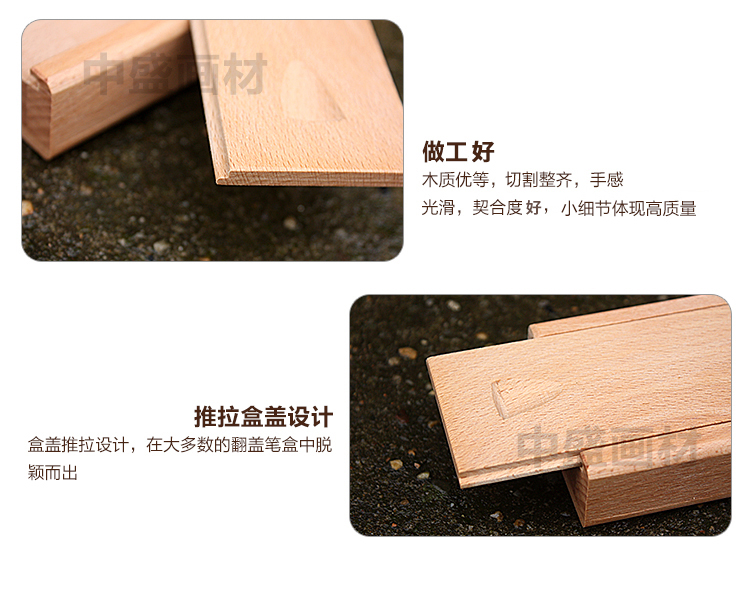 中盛画材
做工好
木质优等，切割整齐，手感
光滑，契合度好，小细节体现高质量
推拉盒盖设计
盒盖推拉设计，在大多数的翻盖笔盒中脱
颖而出
中盛画材